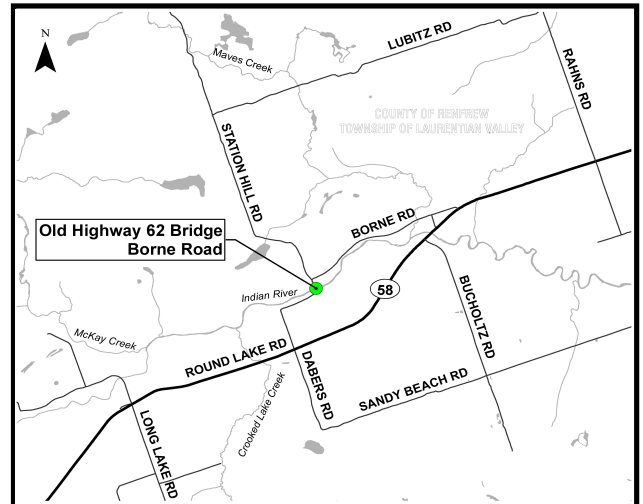 N
Maves Creek
LUBITZ RD
RAHNS RD
COUNTY OF RENFREW
TOWNSHIP OF LAURENTIAN VALLEY
STATION HILL RD
BORNE RD
Old Highway 62 Bridge
Borne Road
Indian River
58
BUCHOLTZ RD
McKay Creek
ROUND LAKE RD
DABERS RD
SANDY BEACH RD
Crooked Lake Creek
LONG LAKE RD